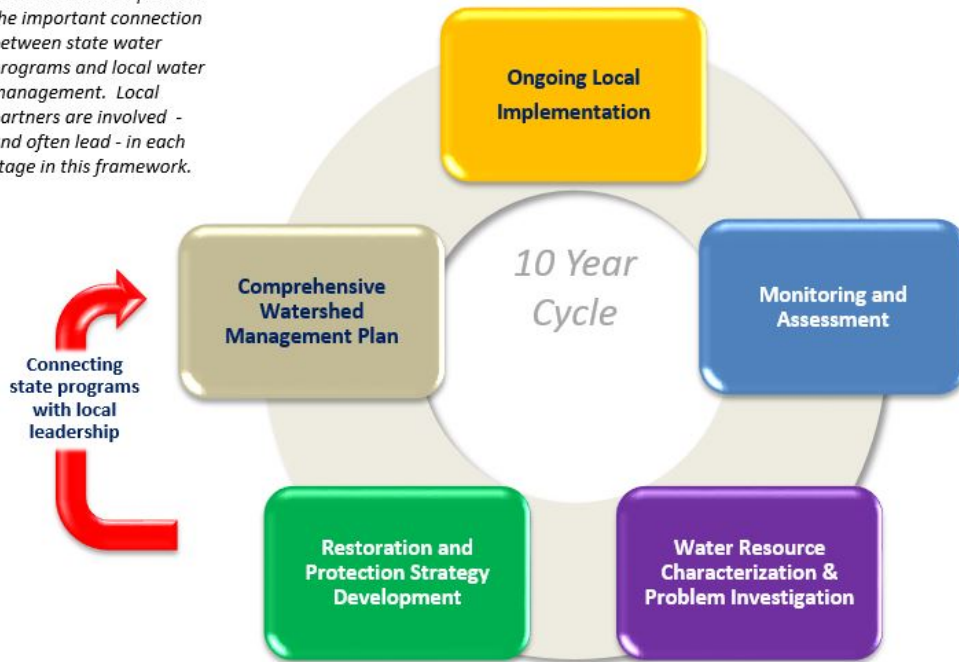 the important connection
between state water
programs and local water
management. Local
partners are involved -
and often lead - in each
stage in this framework.
Ongoing Local
Implementation
10 Year
Cycle
Monitoring and
Assessment
Comprehensive
Watershed
Management Plan
Connecting
state programs
with local
leadership
Restoration and
Protection Strategy
Development
Water Resource
Characterization &
Problem Investigation